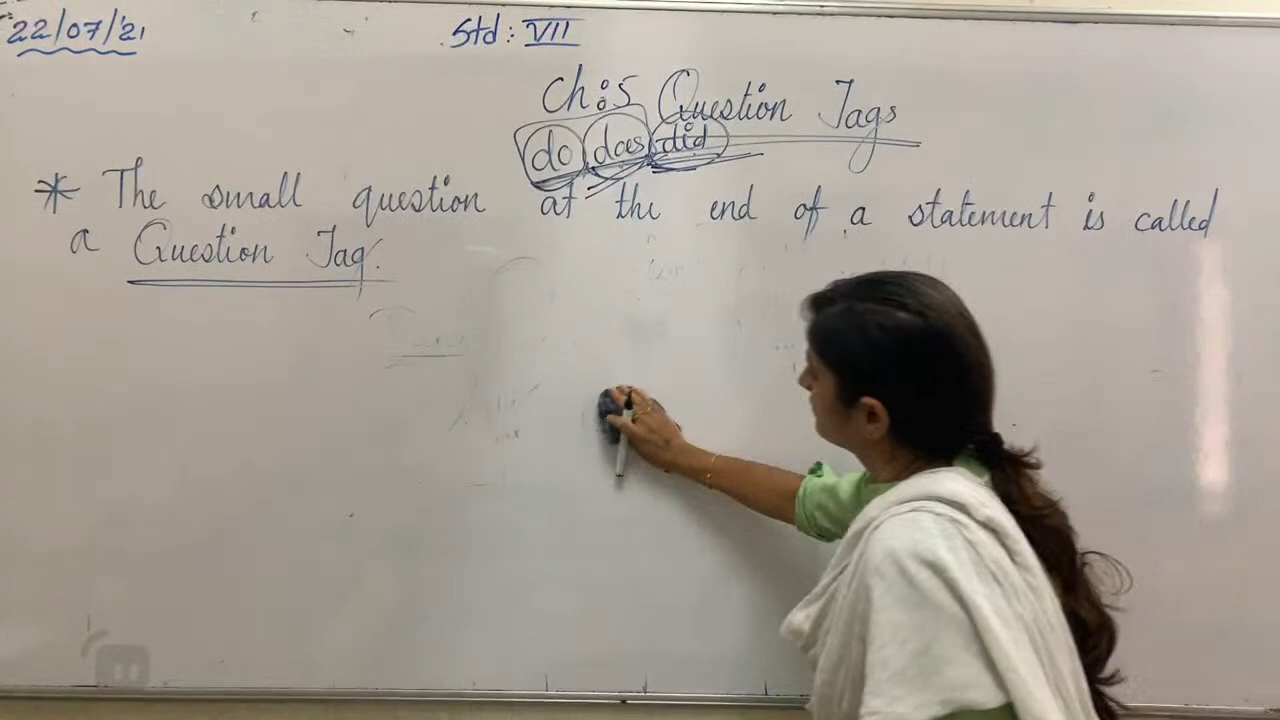 22/07/21
Std: VII
Ch:5 Question Tags
do does did
* The small question at the end of a statement is called
a Question Tag.